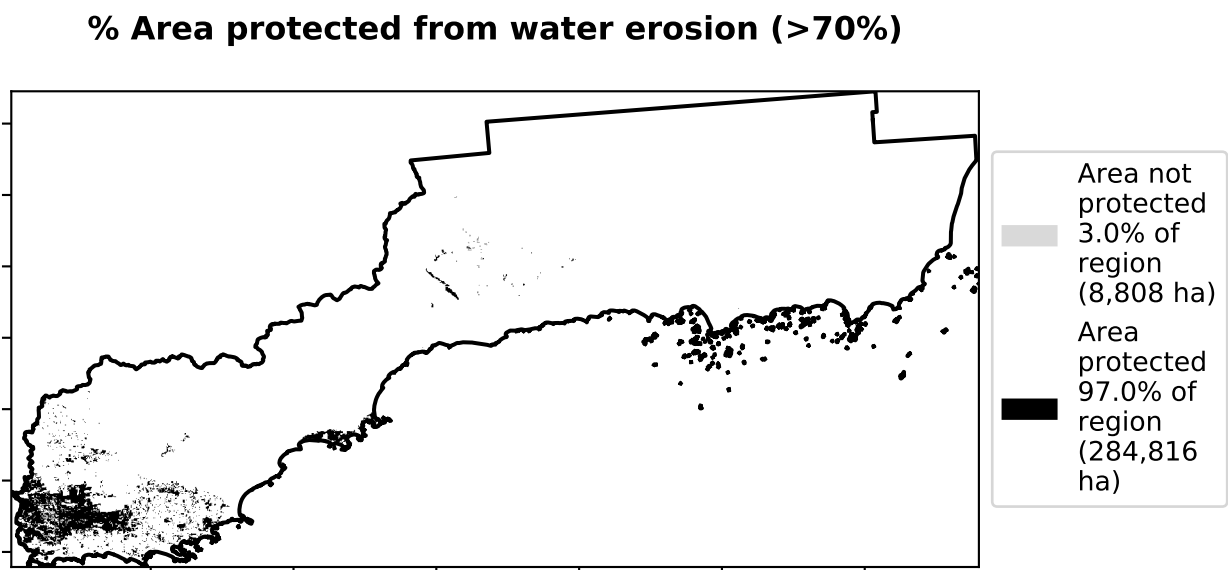 % Area protected from water erosion (>70%)
Area not
protected
3.0% of
region
(8,808 ha)
Area
protected
97.0% of
region
(284,816
ha)